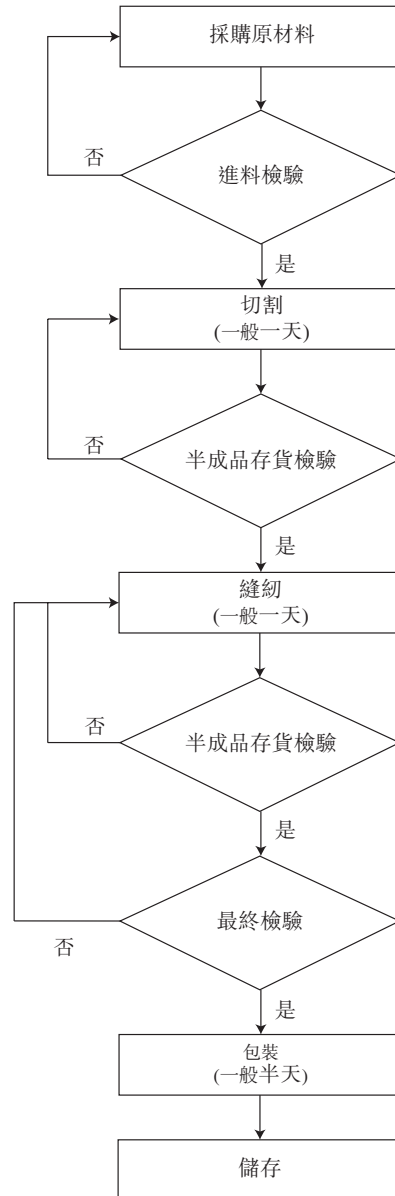 採購原材料
否
進料檢驗
是
切割
(一般一天)
否
半成品存貨檢驗
是
縫紉
(一般一天)
否
半成品存貨檢驗
是
最終檢驗
否
是
包裝
(一般半天)
儲存